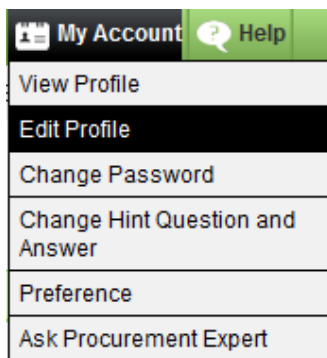 My Account Help
View Profile
Edit Profile
Change Password
Change Hint Question and
Answer
Preference
Ask Procurement Expert